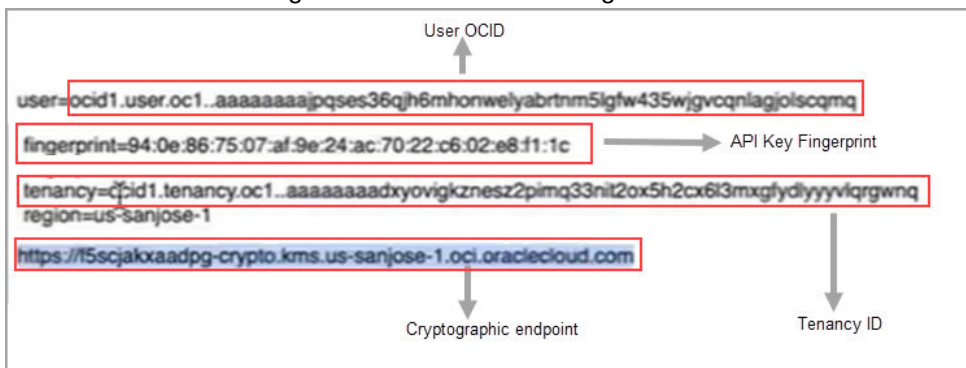 User OCID
user=ocid1.user.oc1..aaaaaaaajpqses36qjh6mhonwelyabrtnm5lgfw435wjgvcqnlagjolscqmq
fingerprint=94:0e:86:75:07:af:9e:24:ac:70:22:c6:02:e8:f1:1c
API Key Fingerprint
tenancy=ocid1.tenancy.oc1..aaaaaaaadxyovigkznesz2pimq33nit2ox5h2cx6l3mxgfydlyyyvlqrgwnq
region=us-sanjose-1
https://f5scjakxaadpg-crypto.kms.us-sanjose-1.oci.oraclecloud.com
Cryptographic endpoint
Tenancy ID